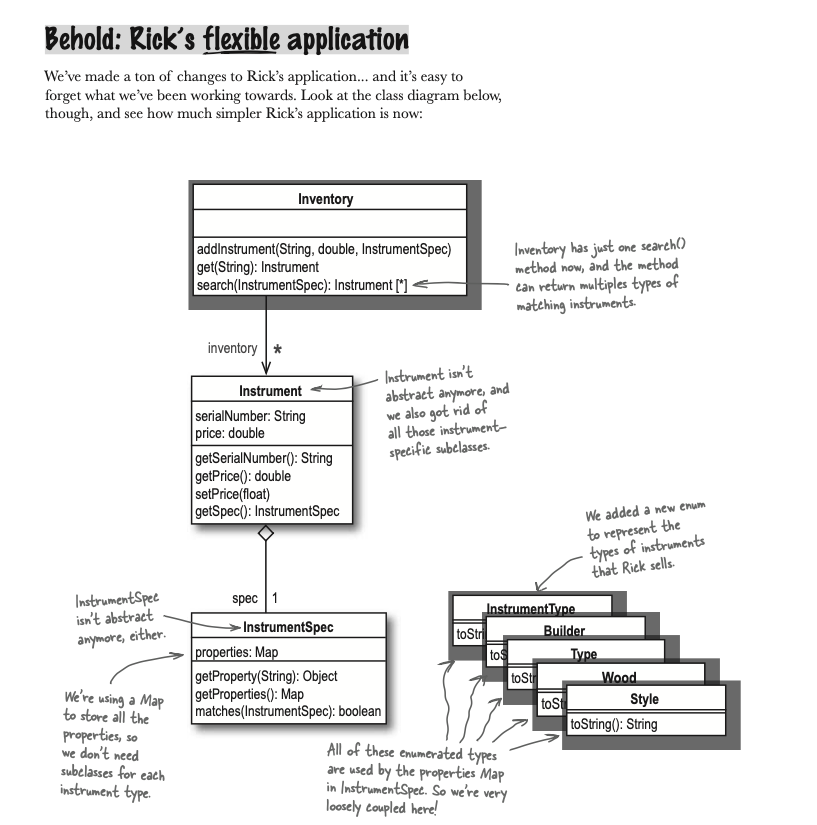 Behold: Rick's flexible application
We've made a ton of changes to Rick's application... and it's easy to
forget what we've been working towards. Look at the class diagram below,
though, and see how much simpler Rick's application is now:
Inventory
addInstrument(String, double, InstrumentSpec)
get(String): Instrument
search(InstrumentSpec): Instrument [*]
Inventory has just one search()
method now, and the method
can return multiples types of
matching instruments.
inventory *
Instrument
serialNumber: String
price: double
getSerialNumber(): String
getPrice(): double
setPrice(float)
getSpec(): InstrumentSpec
Instrument isn't
abstract anymore, and
we also got rid of
all those instrument-
specific subclasses.
We added a new enum
to represent the
types of instruments
that Rick sells.
spec 1
InstrumentSpec
isn't abstract
anymore, either.
InstrumentSpec
properties: Map
getProperty(String): Object
getProperties(): Map
matches(InstrumentSpec): boolean
We're using a Map
to store all the
properties, so
we don't need
subclasses for each
instrument type.
InstrumentType
toStri
Builder
toS
Type
toStr
Wood
toSt
Style
toString(): String
All of these enumerated types
are used by the properties Map
in InstrumentSpec. So we're very
loosely coupled here!